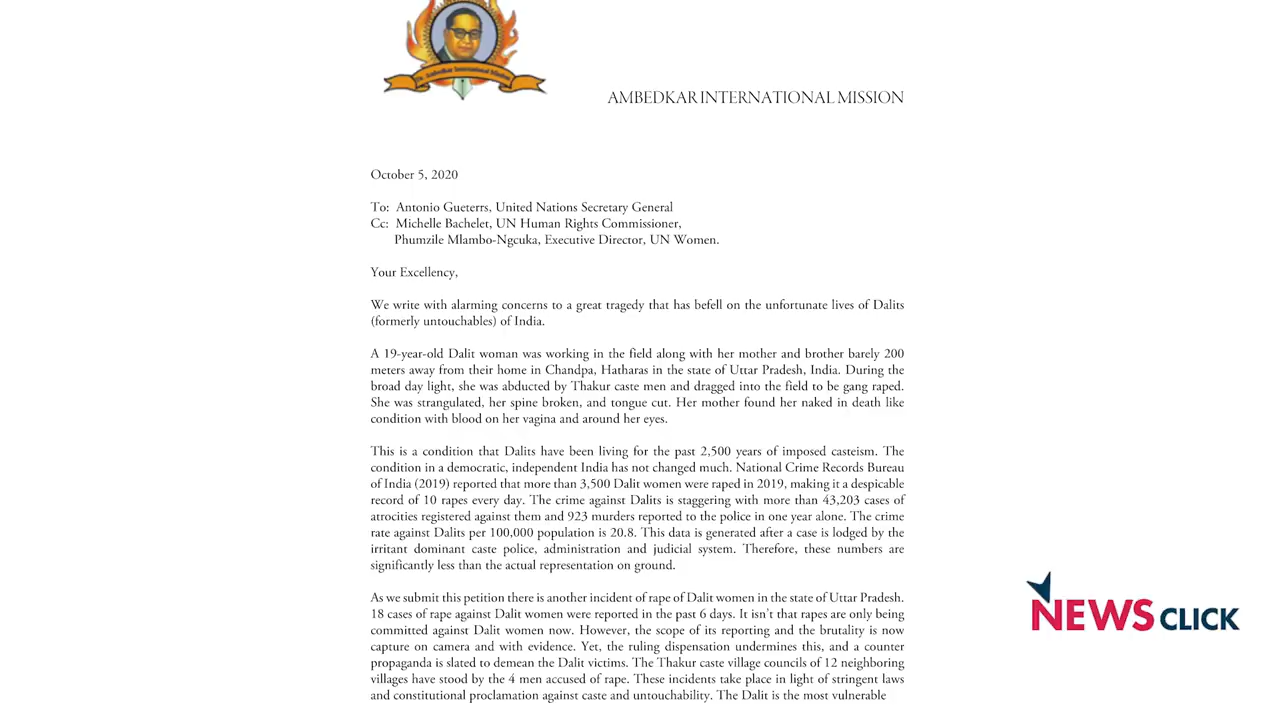 Dr. Ambedkar International Mission
AMBEDKAR INTERNATIONAL MISSION
October 5, 2020
To: Antonio Gueterrs, United Nations Secretary General
Cc: Michelle Bachelet, UN Human Rights Commissioner,
Phumzile Mlambo-Ngcuka, Executive Director, UN Women.
Your Excellency,
We write with alarming concerns to a great tragedy that has befell on the unfortunate lives of Dalits
(formerly untouchables) of India.
A 19-year-old Dalit woman was working in the field along with her mother and brother barely 200
meters away from their home in Chandpa, Hatharas in the state of Uttar Pradesh, India. During the
broad day light, she was abducted by Thakur caste men and dragged into the field to be gang raped.
She was strangulated, her spine broken, and tongue cut. Her mother found her naked in death like
condition with blood on her vagina and around her eyes.
This is a condition that Dalits have been living for the past 2,500 years of imposed casteism. The
condition in a democratic, independent India has not changed much. National Crime Records Bureau
of India (2019) reported that more than 3,500 Dalit women were raped in 2019, making it a despicable
record of 10 rapes every day. The crime against Dalits is staggering with more than 43,203 cases of
atrocities registered against them and 923 murders reported to the police in one year alone. The crime
rate against Dalits per 100,000 population is 20.8. This data is generated after a case is lodged by the
irritant dominant caste police, administration and judicial system. Therefore, these numbers are
significantly less than the actual representation on ground.
As we submit this petition there is another incident of rape of Dalit women in the state of Uttar Pradesh.
18 cases of rape against Dalit women were reported in the past 6 days. It isn't that rapes are only being
committed against Dalit women now. However, the scope of its reporting and the brutality is now
capture on camera and with evidence. Yet, the ruling dispensation undermines this, and a counter
propaganda is slated to demean the Dalit victims. The Thakur caste village councils of 12 neighboring
villages have stood by the 4 men accused of rape. These incidents take place in light of stringent laws
and constitutional proclamation against caste and untouchability. The Dalit is the most vulnerable
NEWSCLICK